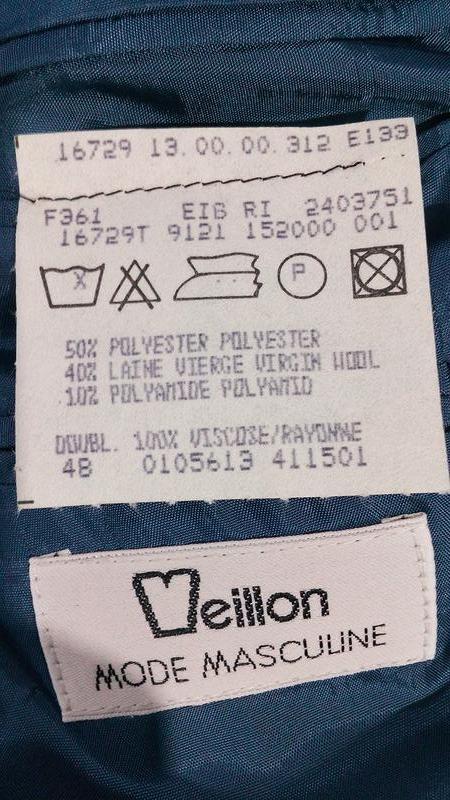 16729 13.00.00.312 E133
F361 EIB RI 2403751
16729T 9121 152000 001
P
50% POLYESTER POLYESTER
40% LAINE VIERGE VIRGIN WOOL
10% POLYAMIDE POLYAMID
DOUBL. 100% VISCOSE/RAYONNE
48 0105613 411501
Weillon
MODE MASCULINE